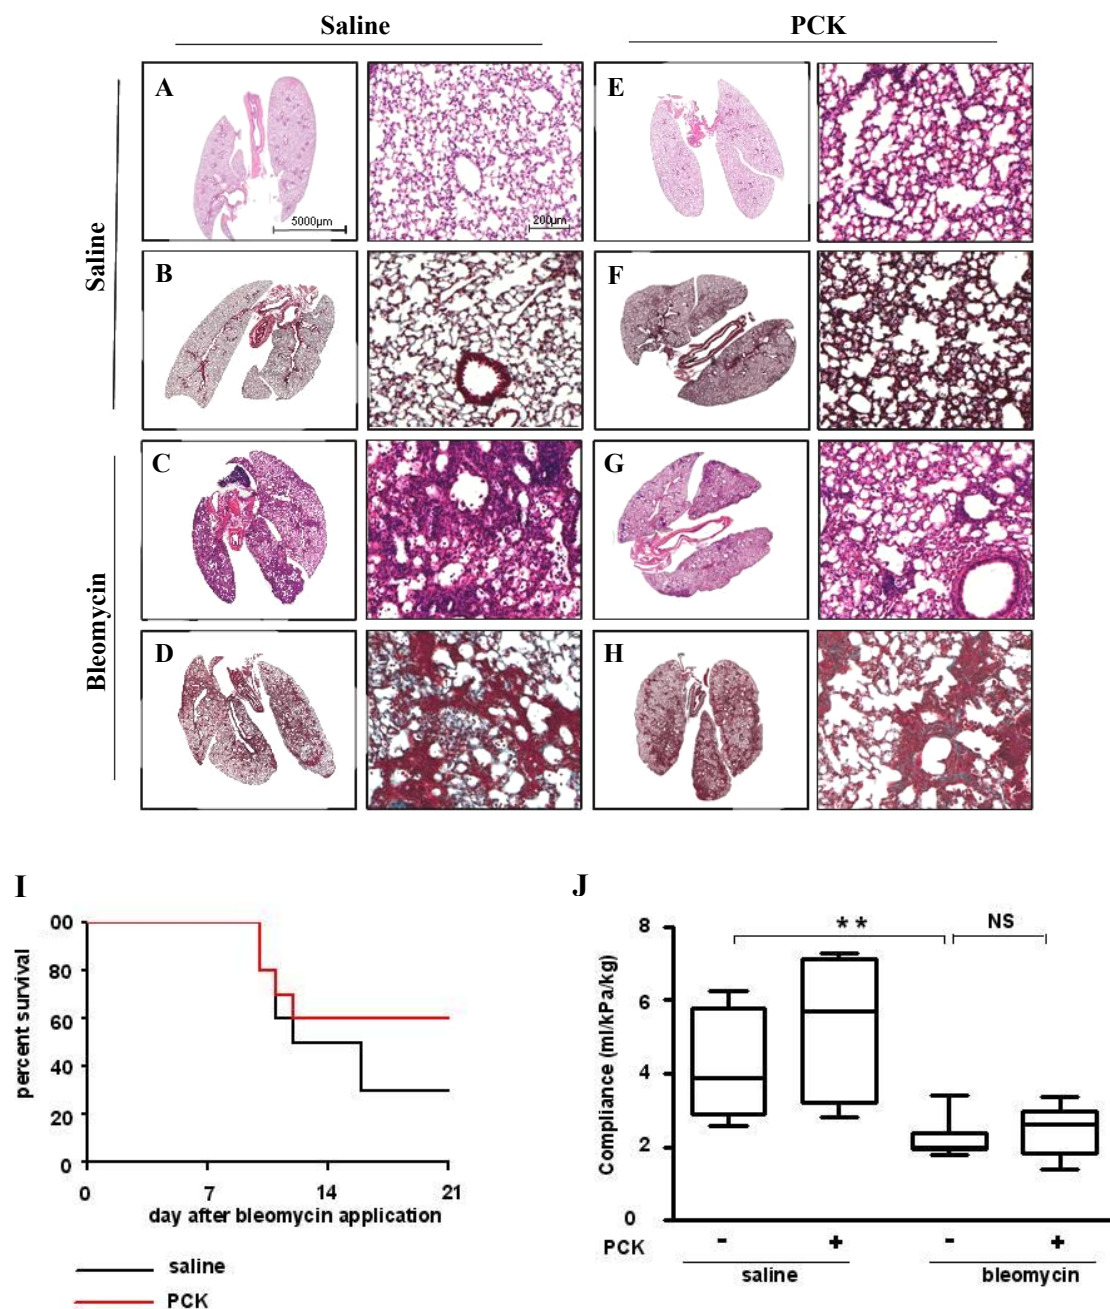 Saline
PCK
Saline
A
5000µm
200µm
E
B
F
Bleomycin
C
G
D
H
I
00
80
60
40
20
0
percent survival
0
7
14
21
day after bleomycin application
saline
PCK
J
8
6
4
2
0
Compliance (ml/kPa/kg)
**
NS
PCK
-
+
-
+
saline
bleomycin